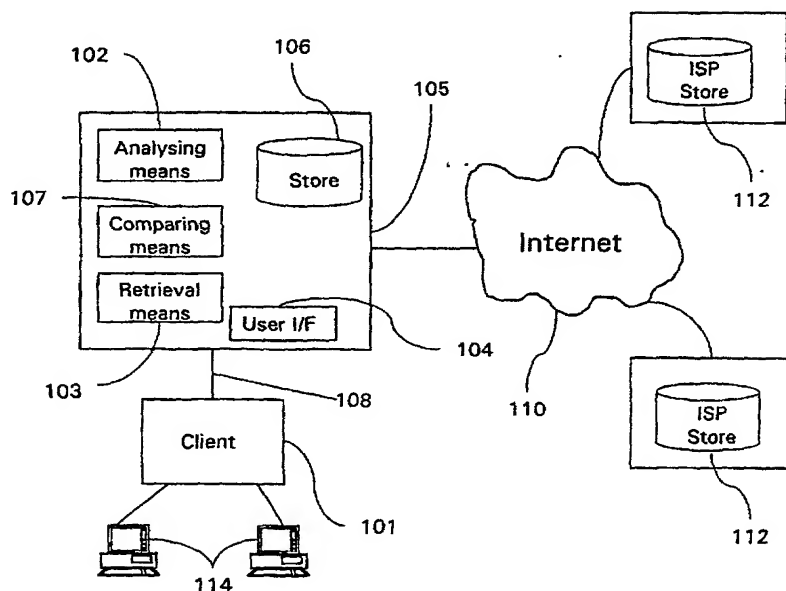 102
106
105
ISP
Store
112
Analysing
means
Store
107
Comparing
means
Internet
Retrieval
means
User I/F
104
103
108
110
Client
ISP
Store
101
112
114